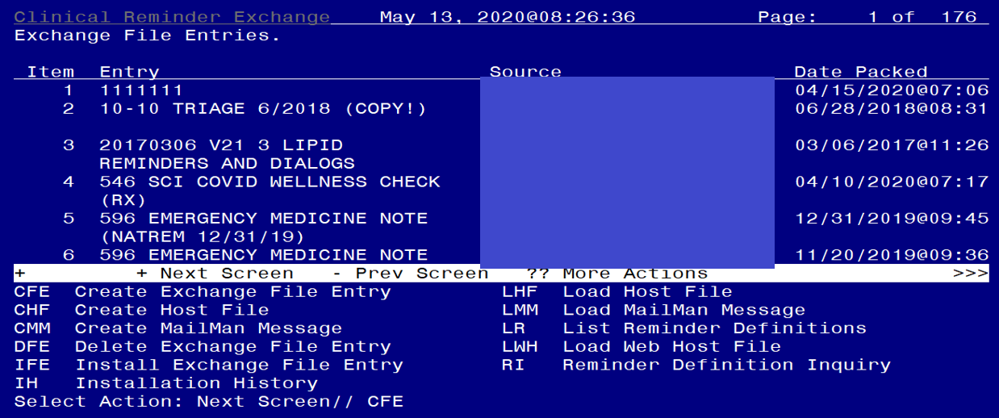 Clinical Reminder Exchange May 13, 2020@08:26:36 Page: 1 of 176
Exchange File Entries.
Item Entry Source Date Packed
1 1111111 04/15/2020@07:06
2 10-10 TRIAGE 6/2018 (COPY!) 06/28/2018@08:31
3 20170306 V21 3 LIPID 03/06/2017@11:26
REMINDERS AND DIALOGS
4 546 SCI COVID WELLNESS CHECK 04/10/2020@07:17
(RX)
5 596 EMERGENCY MEDICINE NOTE 12/31/2019@09:45
(NATREM 12/31/19)
6 596 EMERGENCY MEDICINE NOTE 11/20/2019@09:36
+ + Next Screen - Prev Screen ?? More Actions >>>
CFE Create Exchange File Entry LHF Load Host File
CHF Create Host File LMM Load MailMan Message
CMM Create MailMan Message LR List Reminder Definitions
DFE Delete Exchange File Entry LWH Load Web Host File
IFE Install Exchange File Entry RI Reminder Definition Inquiry
IH Installation History
Select Action: Next Screen// CFE